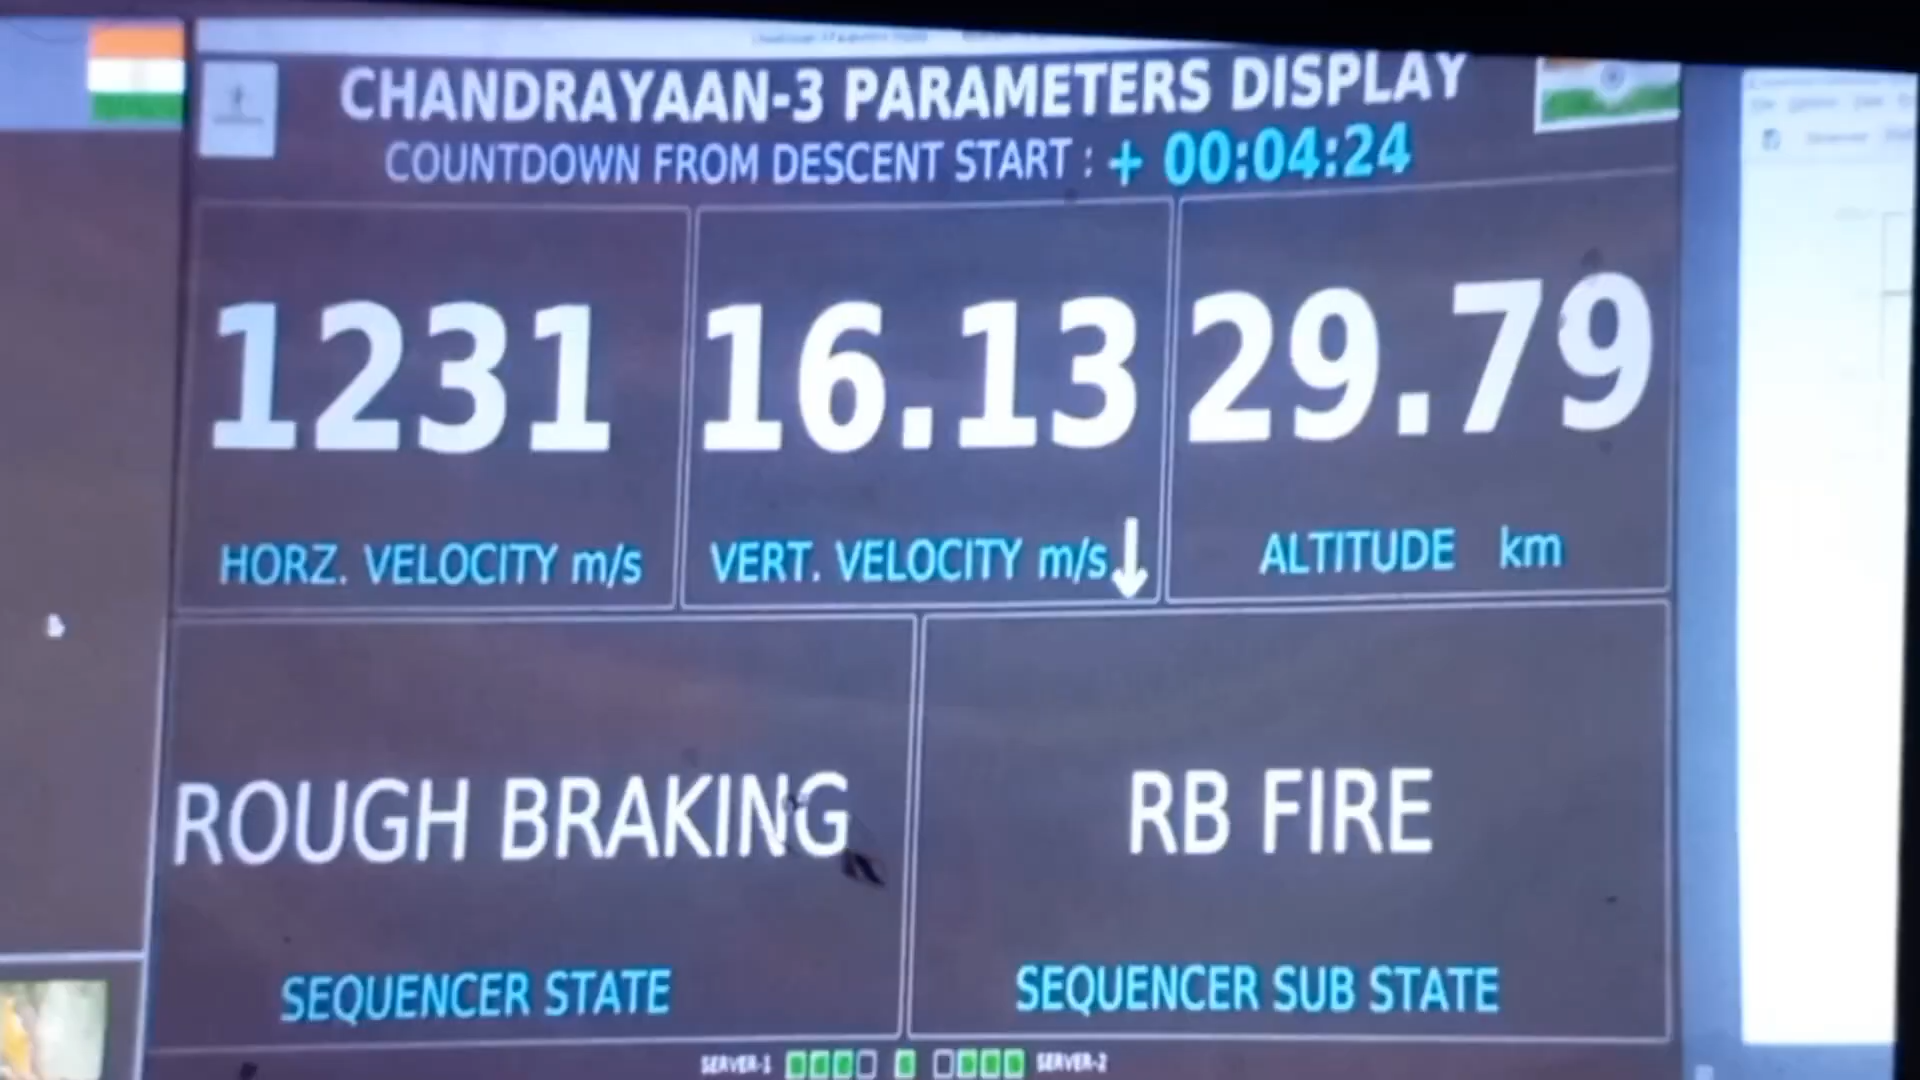 CHANDRAYAAN-3 PARAMETERS DISPLAY
COUNTDOWN FROM DESCENT START : + 00:04:24
1231 16.13 29.79
HORZ. VELOCITY m/s VERT. VELOCITY m/s ALTITUDE km
ROUGH BRAKING RB FIRE
SEQUENCER STATE SEQUENCER SUB STATE
SERVER-1 SERVER-2